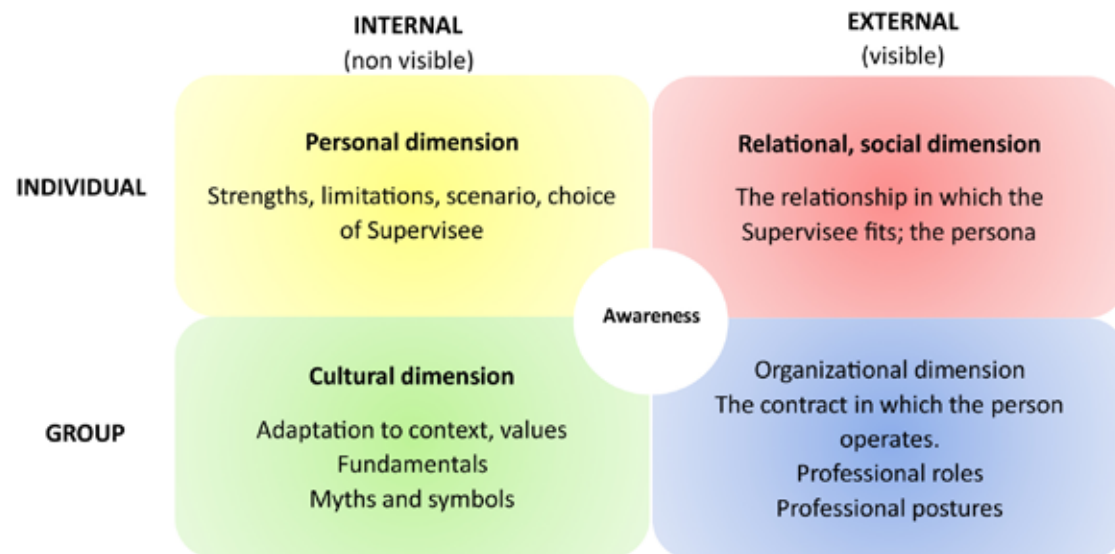 INTERNAL
(non visible)
EXTERNAL
(visible)
INDIVIDUAL
Personal dimension
Strengths, limitations, scenario, choice
of Supervisee
Relational, social dimension
The relationship in which the
Supervisee fits; the persona
Awareness
GROUP
Cultural dimension
Adaptation to context, values
Fundamentals
Myths and symbols
Organizational dimension
The contract in which the person
operates.
Professional roles
Professional postures